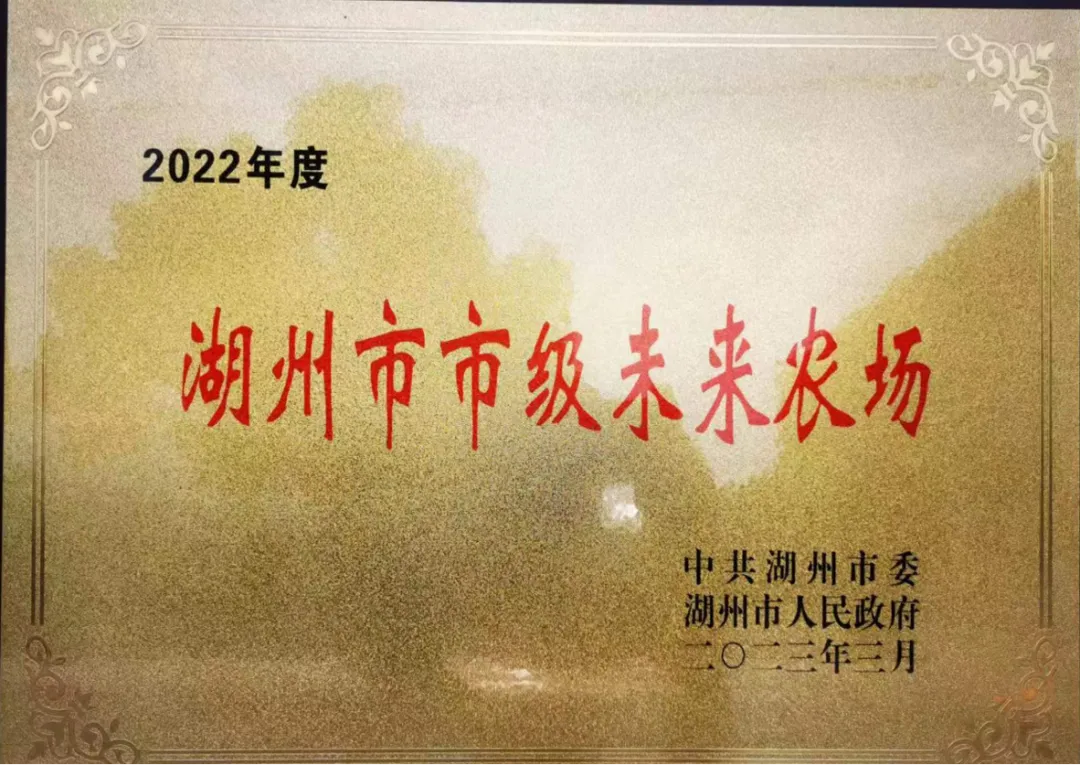 2022年度
湖州市市级未来农场
中共湖州市委
湖州市人民政府
二〇二三年三月